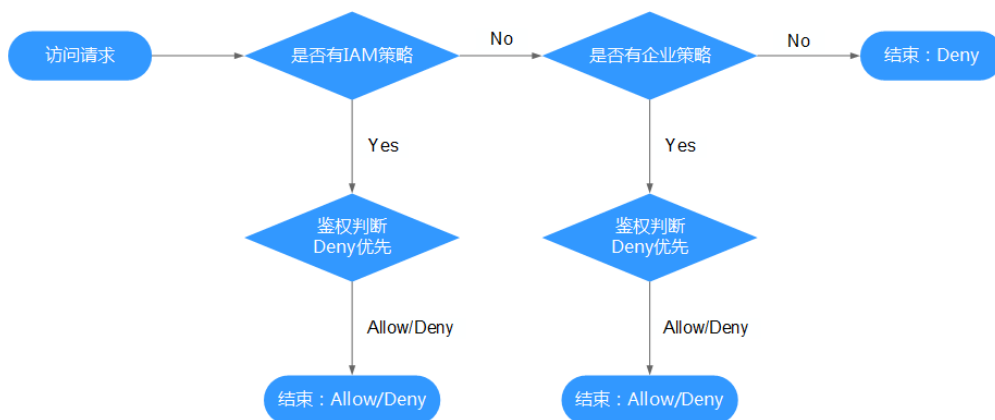 访问请求
是否有IAM策略
No
是否有企业策略
No
结束：Deny
Yes
Yes
鉴权判断
Deny优先
鉴权判断
Deny优先
Allow/Deny
Allow/Deny
结束：Allow/Deny
结束：Allow/Deny